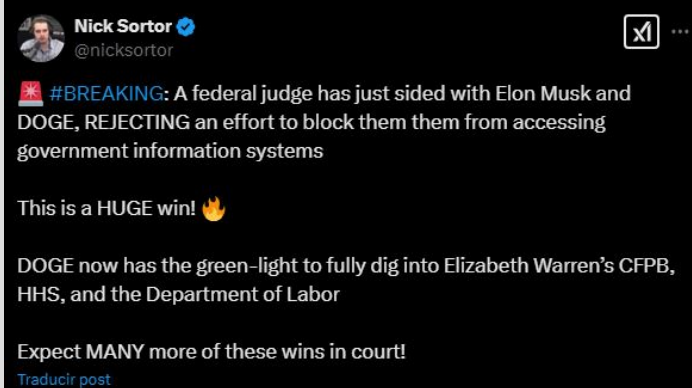 Nick Sortor
@nicksortor
#BREAKING: A federal judge has just sided with Elon Musk and
DOGE, REJECTING an effort to block them them from accessing
government information systems
This is a HUGE win! 🔥
DOGE now has the green-light to fully dig into Elizabeth Warren’s CFPB,
HHS, and the Department of Labor
Expect MANY more of these wins in court!
Traducir post